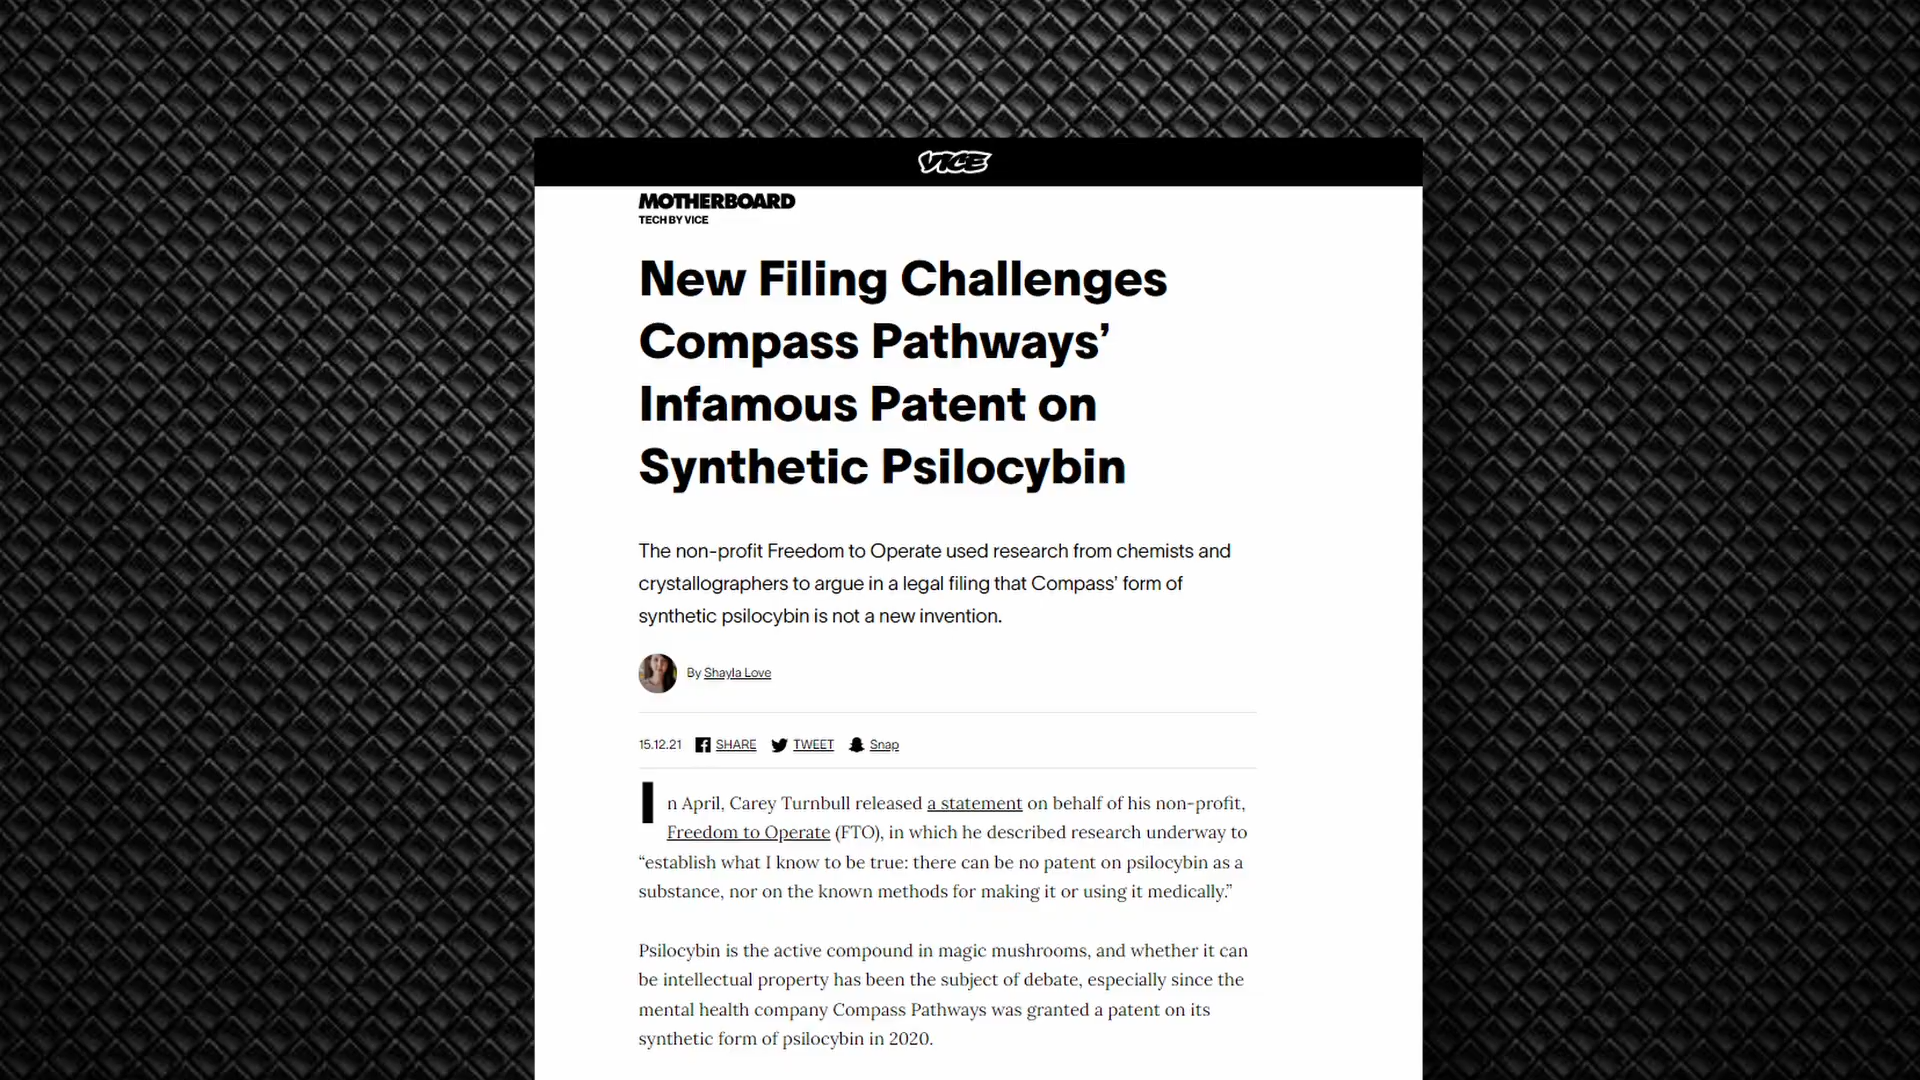 VICE
MOTHERBOARD
TECH BY VICE
New Filing Challenges
Compass Pathways’
Infamous Patent on
Synthetic Psilocybin
The non-profit Freedom to Operate used research from chemists and
crystallographers to argue in a legal filing that Compass’ form of
synthetic psilocybin is not a new invention.
By Shayla Love
15.12.21 SHARE TWEET Snap
In April, Carey Turnbull released a statement on behalf of his non-profit,
Freedom to Operate (FTO), in which he described research underway to
“establish what I know to be true: there can be no patent on psilocybin as a
substance, nor on the known methods for making it or using it medically.”
Psilocybin is the active compound in magic mushrooms, and whether it can
be intellectual property has been the subject of debate, especially since the
mental health company Compass Pathways was granted a patent on its
synthetic form of psilocybin in 2020.